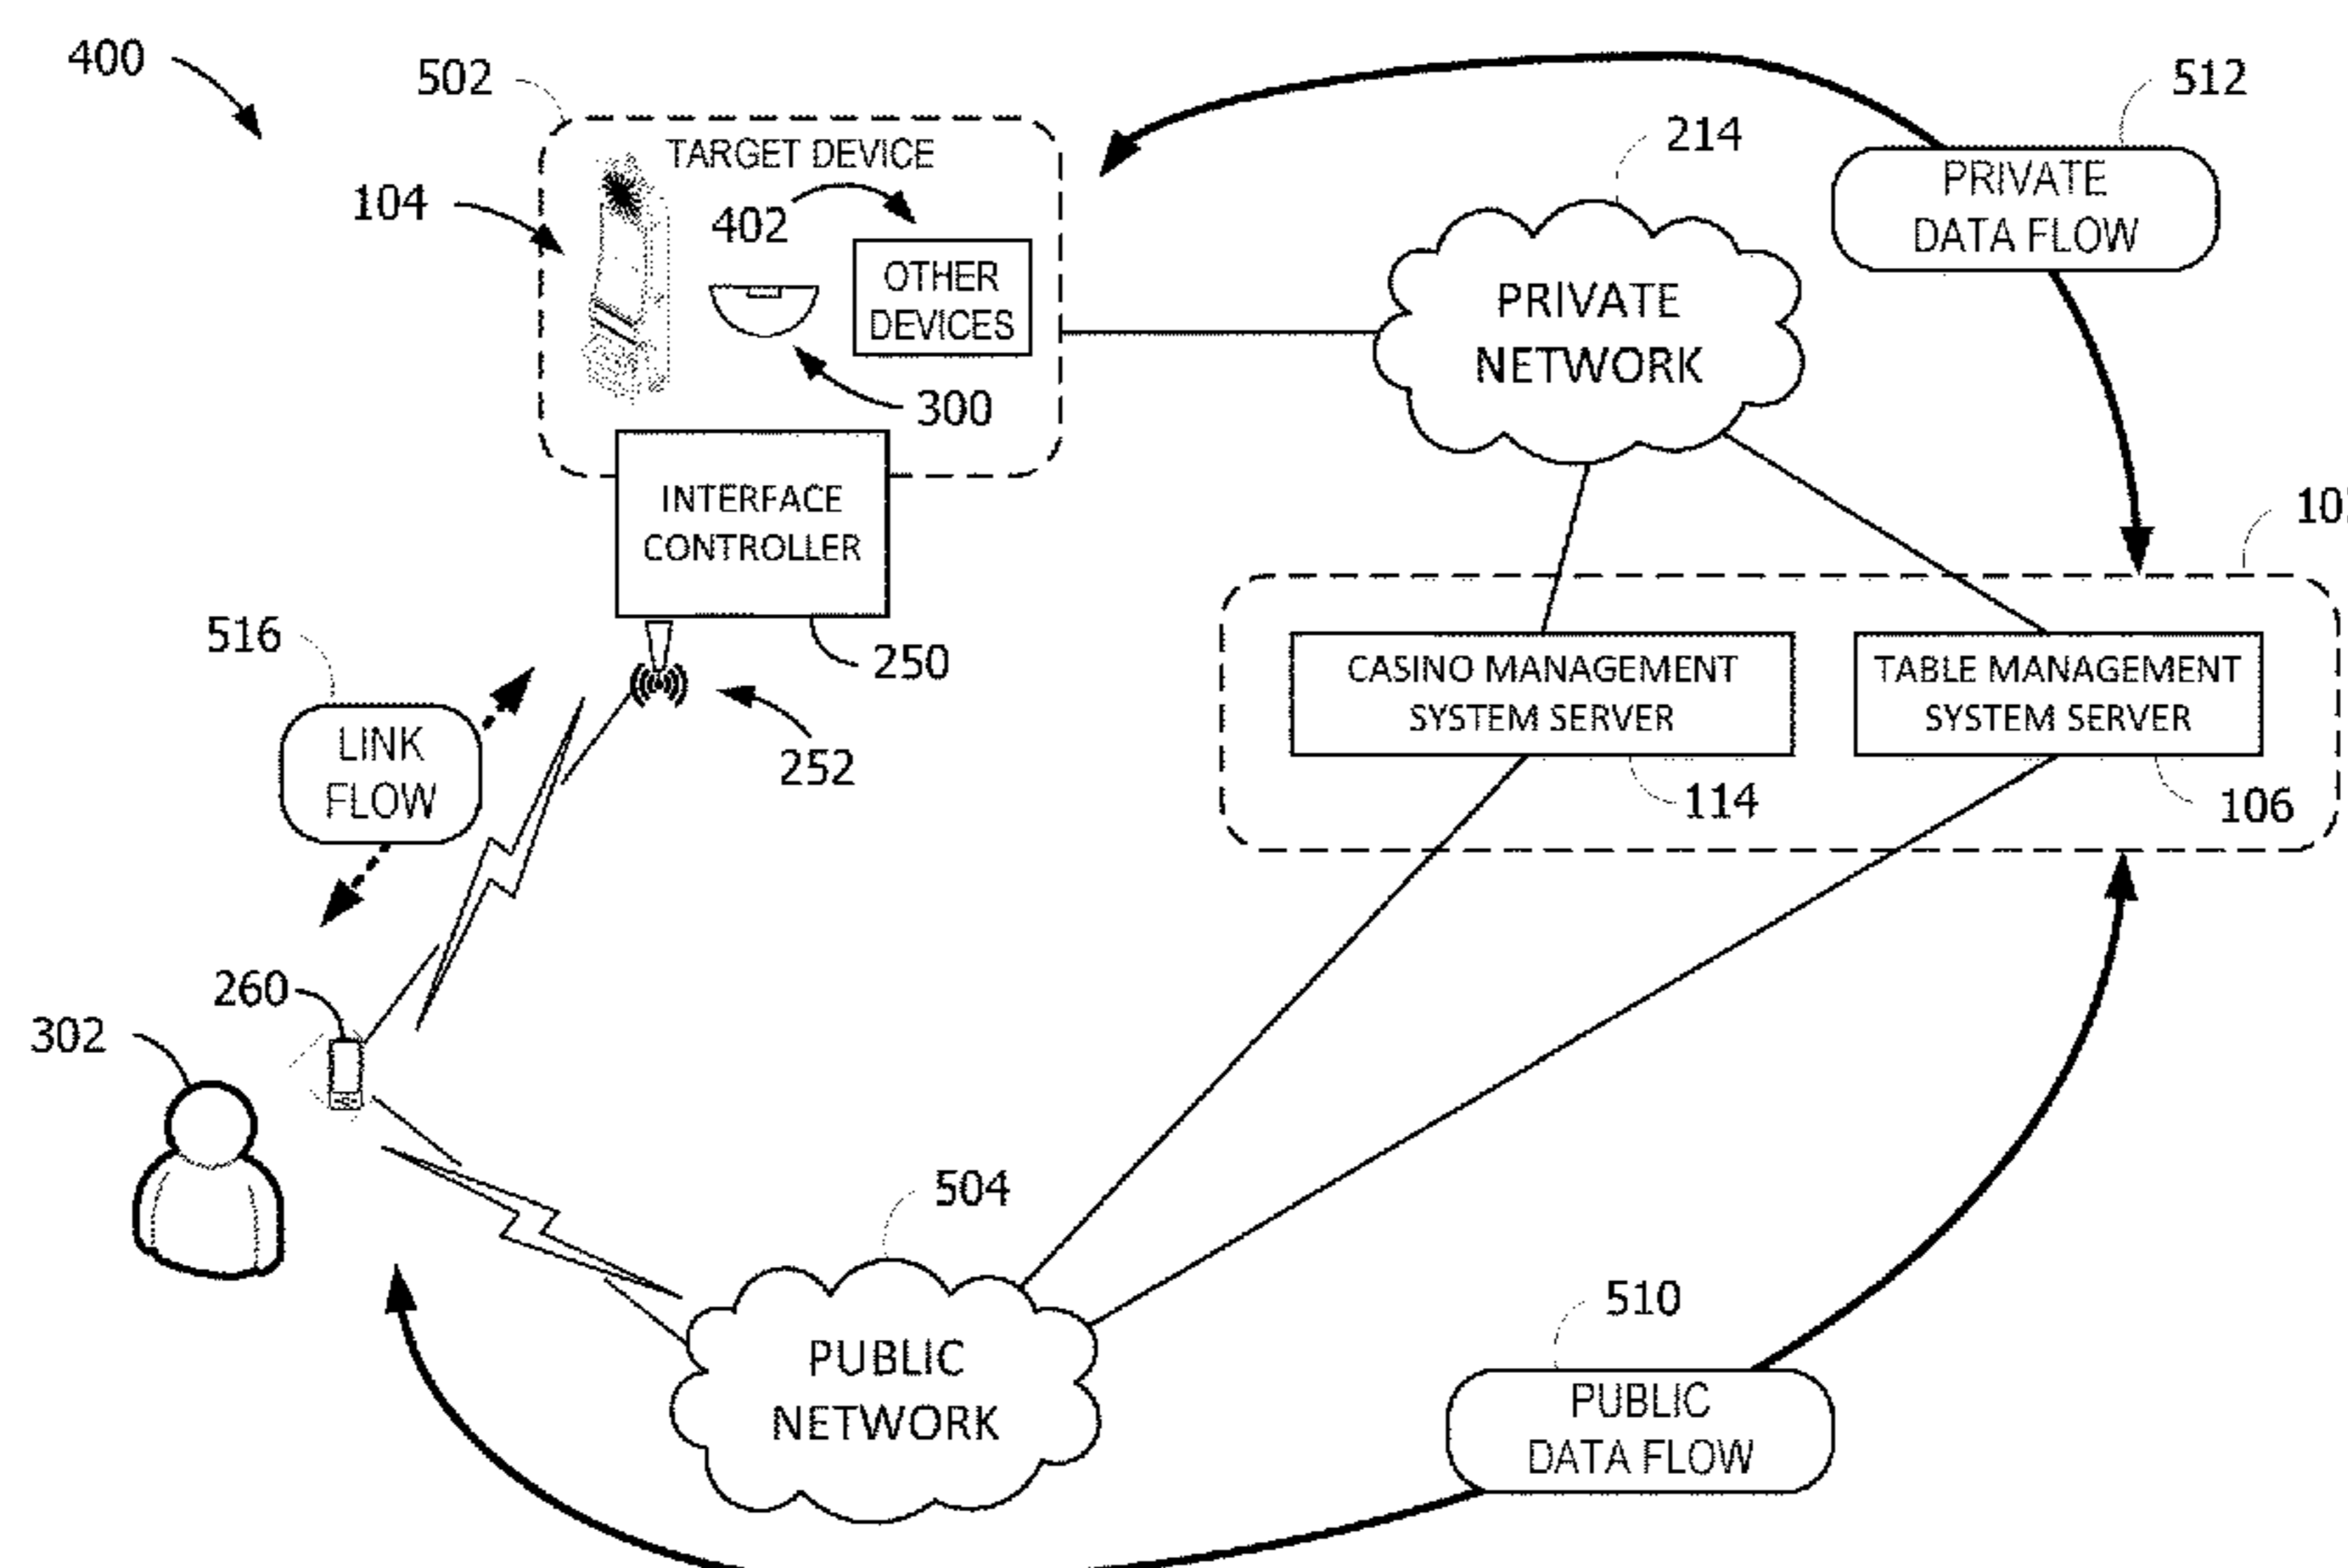 400
502
512
TARGET DEVICE
214
104
402
PRIVATE
DATA FLOW
OTHER
DEVICES
PRIVATE
NETWORK
300
INTERFACE
CONTROLLER
516
250
CASINO MANAGEMENT
SYSTEM SERVER
TABLE MANAGEMENT
SYSTEM SERVER
LINK
FLOW
252
114
106
260
302
504
510
PUBLIC
NETWORK
PUBLIC
DATA FLOW